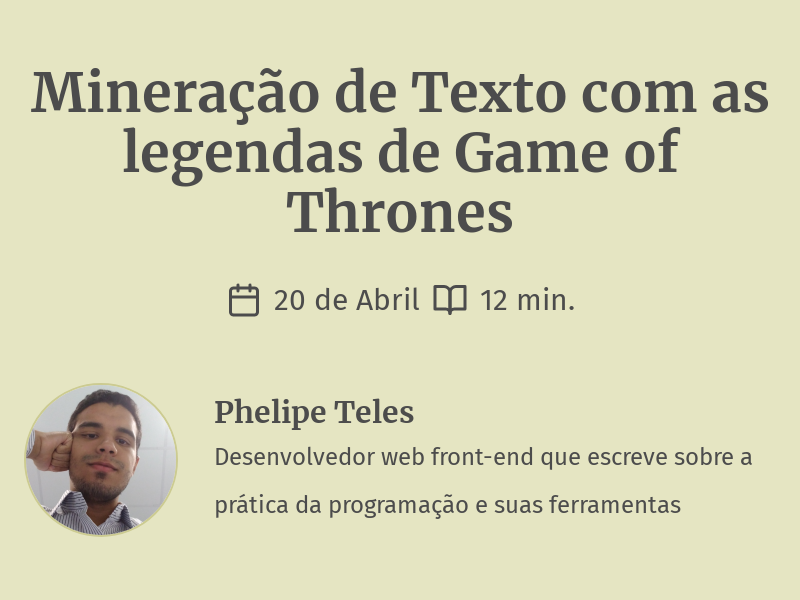 Mineração de Texto com as
legendas de Game of
Thrones
20 de Abril 12 min.
Phelipe Teles
Desenvolvedor web front-end que escreve sobre a
prática da programação e suas ferramentas